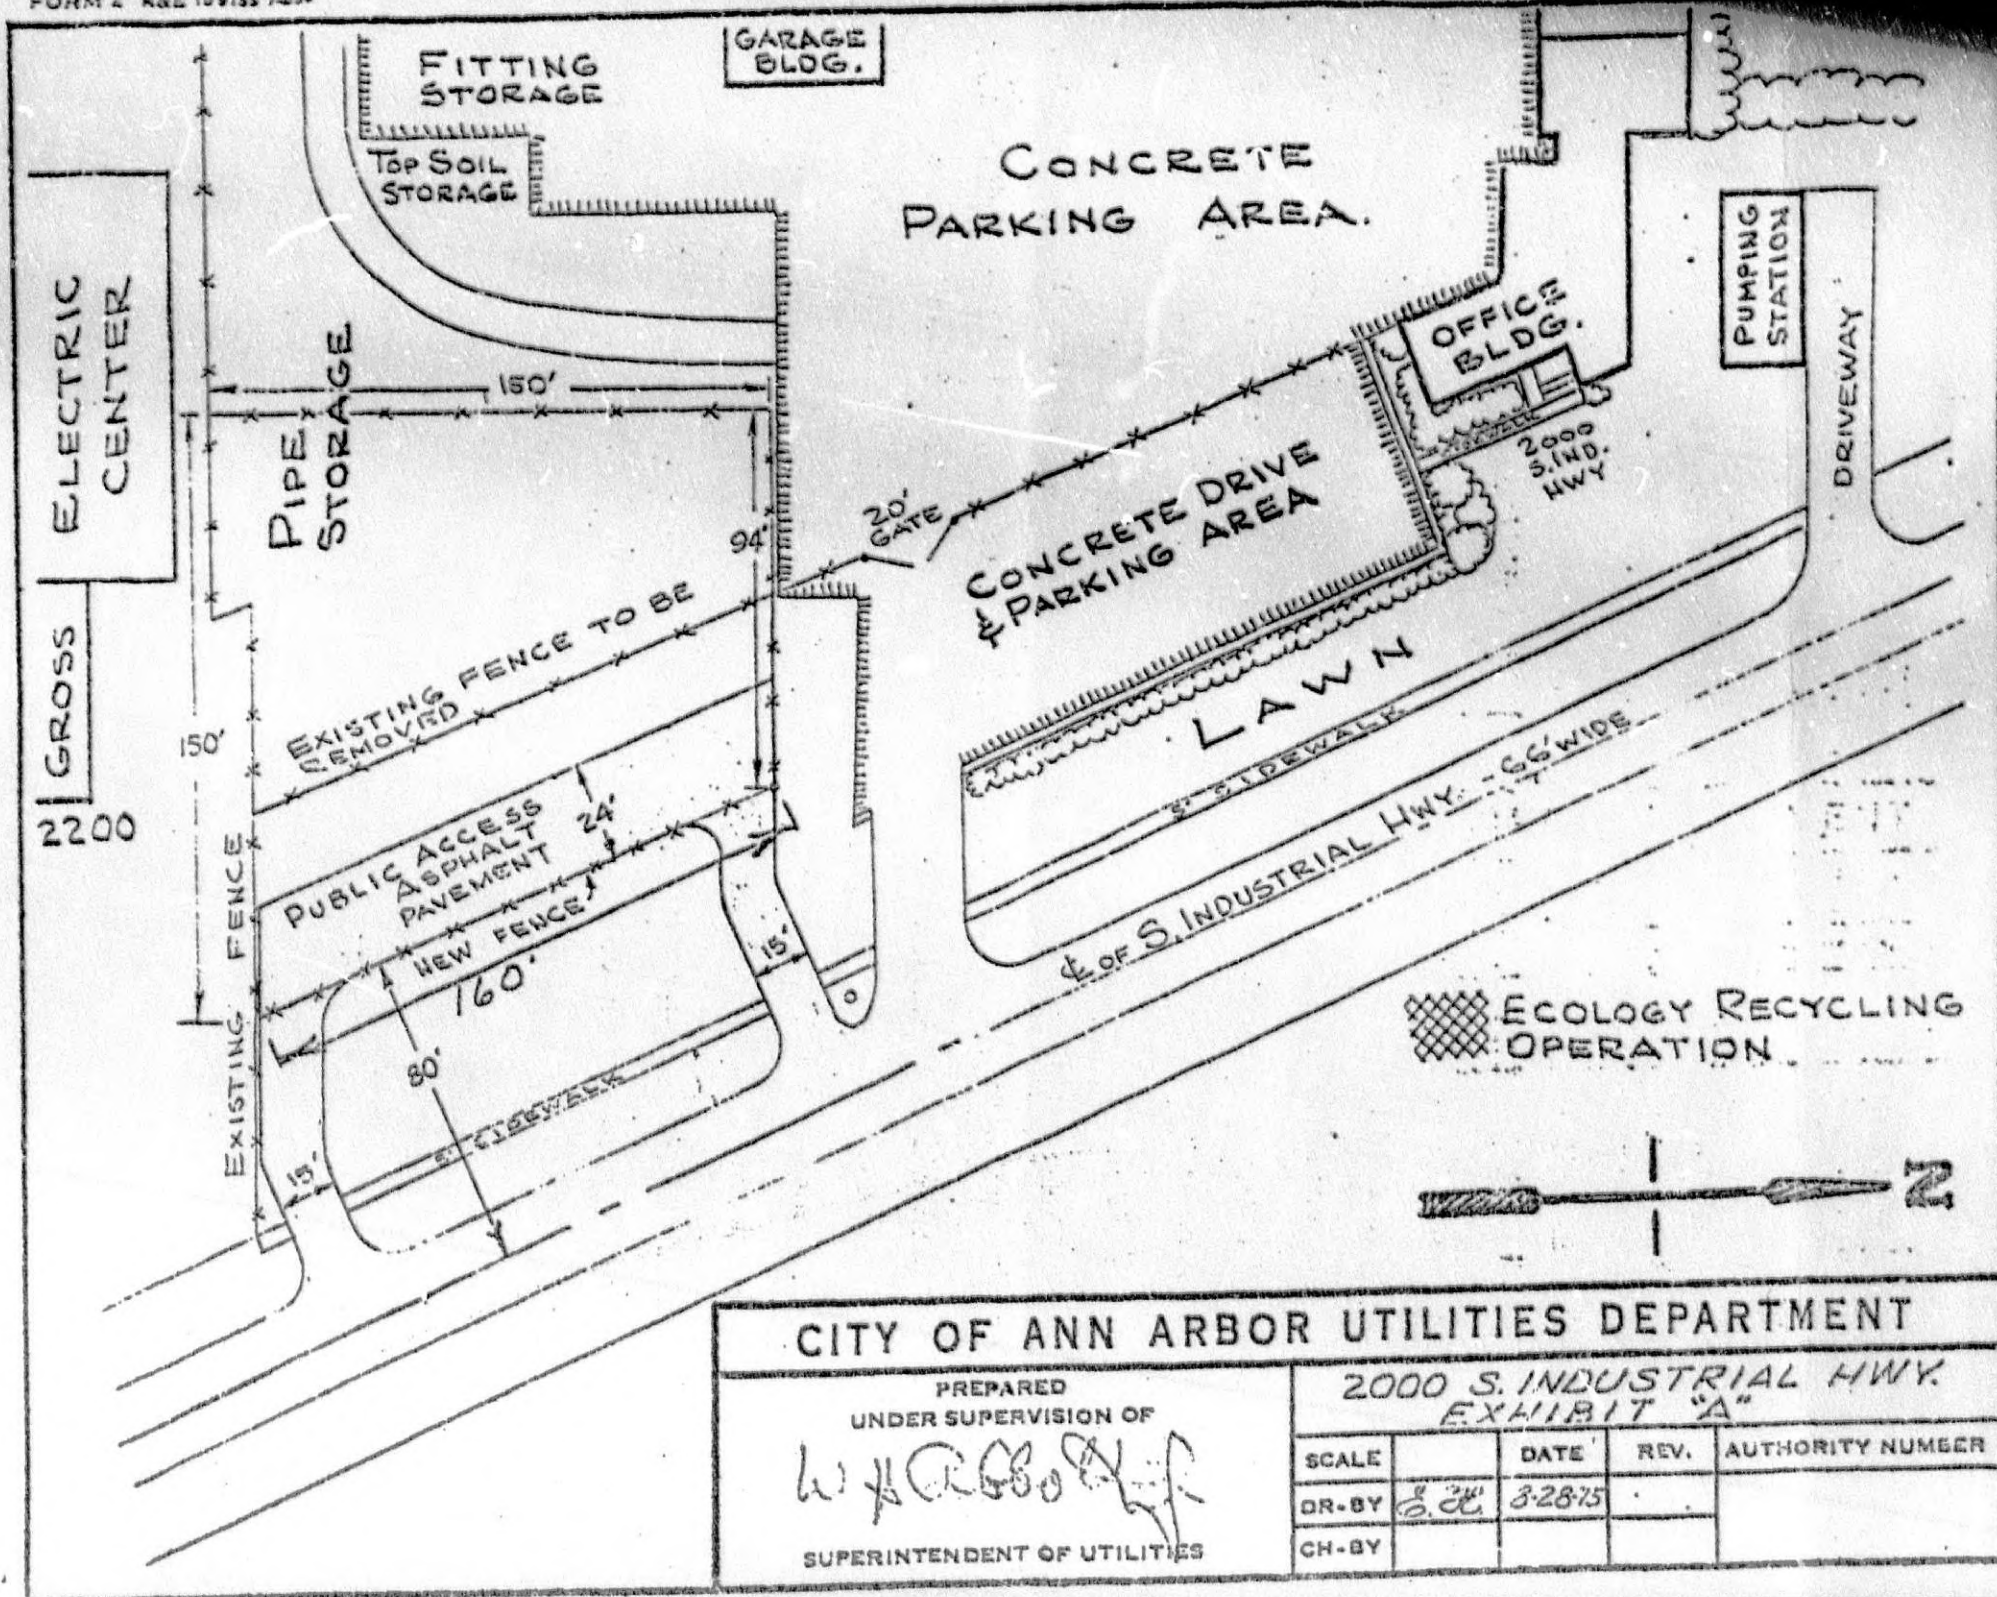 FITTING
STORAGE
GARAGE
BLDG.
TOP SOIL
STORAGE
CONCRETE
PARKING AREA.
ELECTRIC
CENTER
PIPE
STORAGE
150'
OFFICE
BLDG.
PUMPING
STATION
DRIVEWAY
2000
S. IND.
HWY
20'
GATE
94'
CONCRETE DRIVE
& PARKING AREA
GROSS
2200
150'
EXISTING FENCE TO BE
REMOVED
LAWN
5' SIDEWALK
℄ OF S. INDUSTRIAL HWY. - 66' WIDE
PUBLIC ACCESS
ASPHALT
PAVEMENT
24'
NEW FENCE
160'
15'
EXISTING FENCE
80'
5' SIDEWALK
15'
ECOLOGY RECYCLING
OPERATION
N
CITY OF ANN ARBOR UTILITIES DEPARTMENT
PREPARED
UNDER SUPERVISION OF
SUPERINTENDENT OF UTILITIES
2000 S. INDUSTRIAL HWY.
EXHIBIT "A"
SCALE DATE REV. AUTHORITY NUMBER
DR-BY 8-28-75
CH-BY